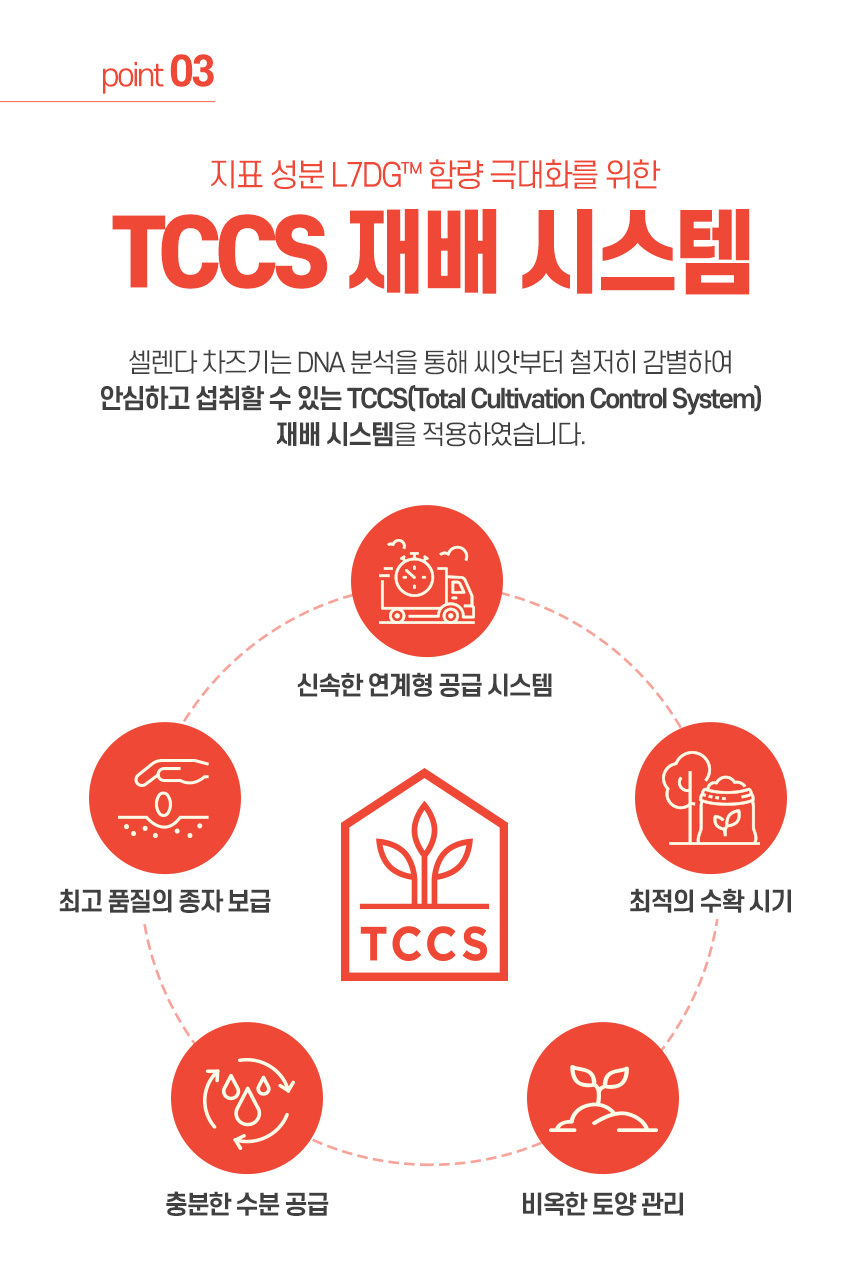 point 03
지표 성분 L7DG™ 함량 극대화를 위한
TCCS 재배 시스템
셀렌다 차즈기는 DNA 분석을 통해 씨앗부터 철저히 감별하여
안심하고 섭취할 수 있는 TCCS(Total Cultivation Control System)
재배 시스템을 적용하였습니다.
신속한 연계형 공급 시스템
최고 품질의 종자 보급
최적의 수확 시기
TCCS
충분한 수분 공급
비옥한 토양 관리